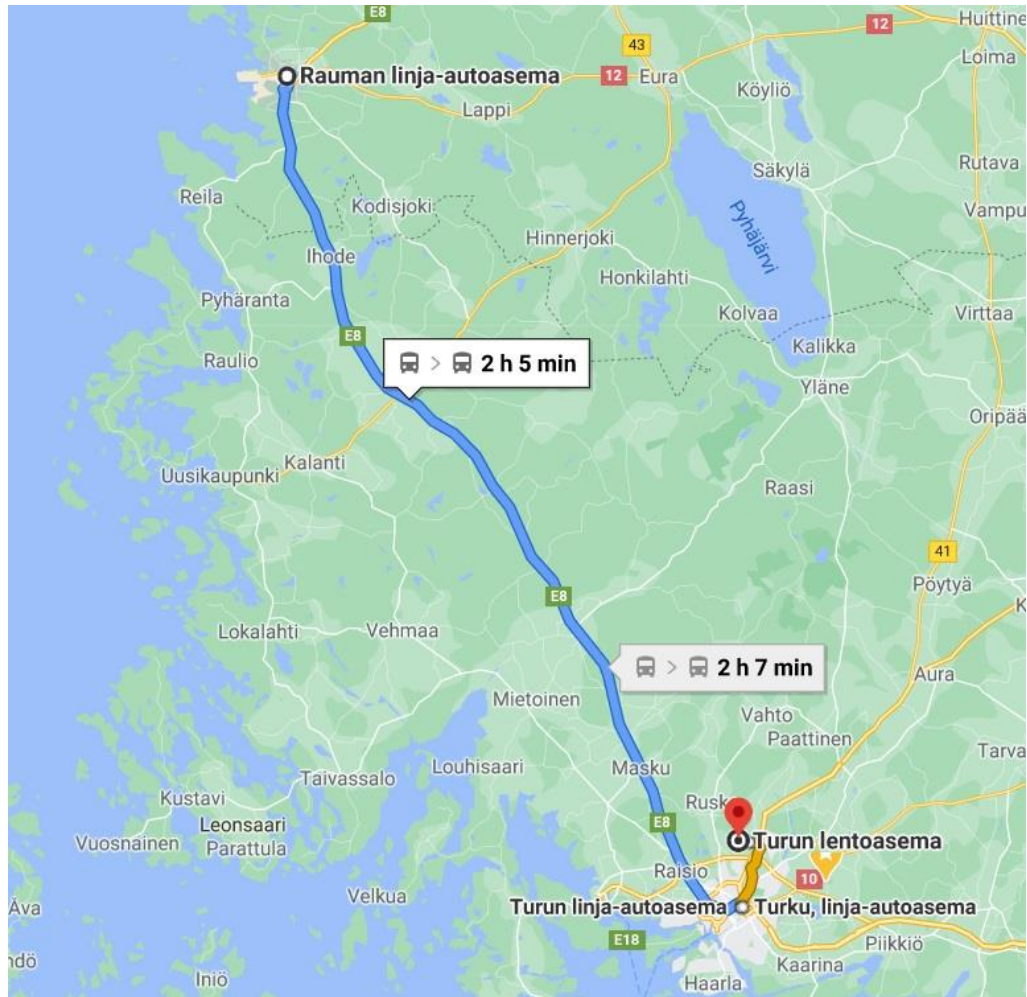 E8
Huittine
12
43
Loima
Rauman linja-autoasema
12
Eura
Köyliö
Lappi
Säkylä
Rutava
Reila
Kodisjoki
Vampu
Pyhäjärvi
Hinnerjoki
Ihode
Honkilahti
Pyhäranta
Kolvaa
Virttaa
E8
Kalikka
Raulio
2 h 5 min
Yläne
Oripää
Kalanti
Uusikaupunki
Raasi
41
Pöytyä
E8
K
Lokalahti
Vehmaa
2 h 7 min
Aura
Mietoinen
Vahto
Paattinen
Tarva
Louhisaari
Masku
Taivassalo
Kustavi
Rusk
Leonsaari
E8
Vuosnainen
Parattula
Turun lentoasema
Raisio
10
Velkua
Åva
Turun linja-autoasema
Turku, linja-autoasema
E18
Piikkiö
ndö
Kaarina
Iniö
Haarla